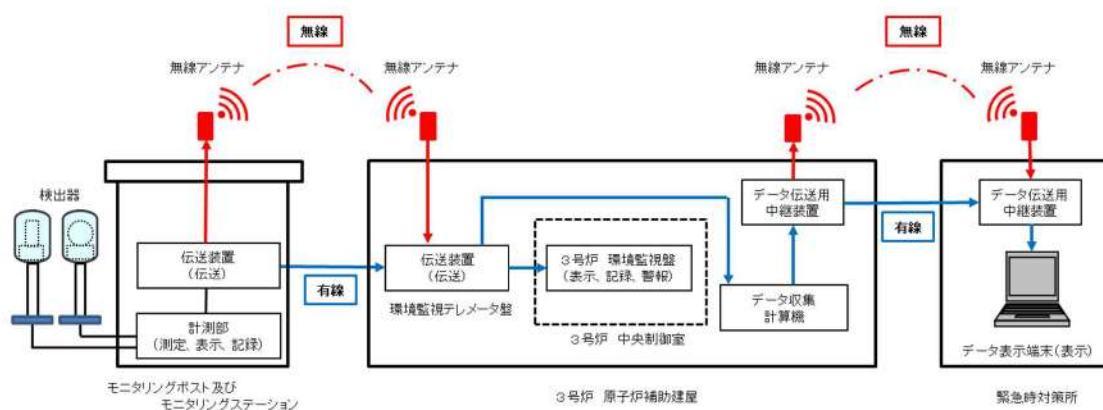 無線
無線
無線アンテナ
無線アンテナ
無線アンテナ
無線アンテナ
検出器
伝送装置
(伝送)
計測部
(測定、表示、記録)
モニタリングポスト及び
モニタリングステーション
有線
伝送装置
(伝送)
環境監視テレメータ盤
3号炉 環境監視盤
(表示、記録、警報)
3号炉 中央制御室
データ伝送用
中継装置
データ収集
計算機
3号炉 原子炉補助建屋
有線
データ伝送用
中継装置
データ表示端末(表示)
緊急時対策所